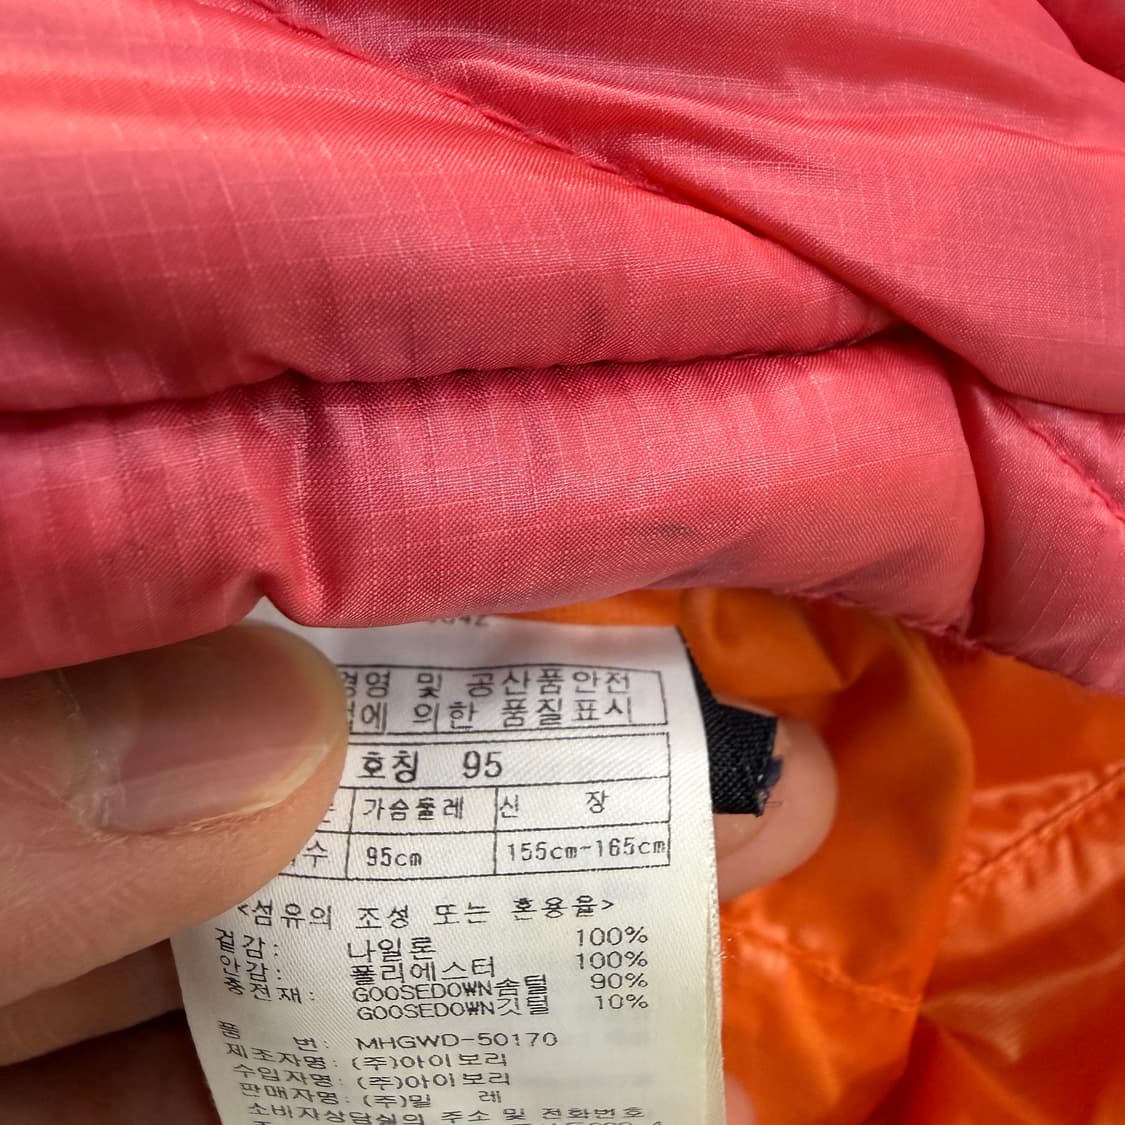 및 공산품안전
에 의한 품질표시
호칭 95
가슴둘레 신 장
수 95cm 155cm-165cm
<섬유의 조성 또는 혼용율>
겉감: 나일론 100%
안감: 폴리에스터 100%
충전재: GOOSEDOWN솜털 90%
GOOSEDOWN깃털 10%
품 번: MHGWD-50170
제조자명: (주)아이보리
수입자명: (주)아이보리
판매자명: (주)밀 레
소비자상담실의 주소 및 전화번호